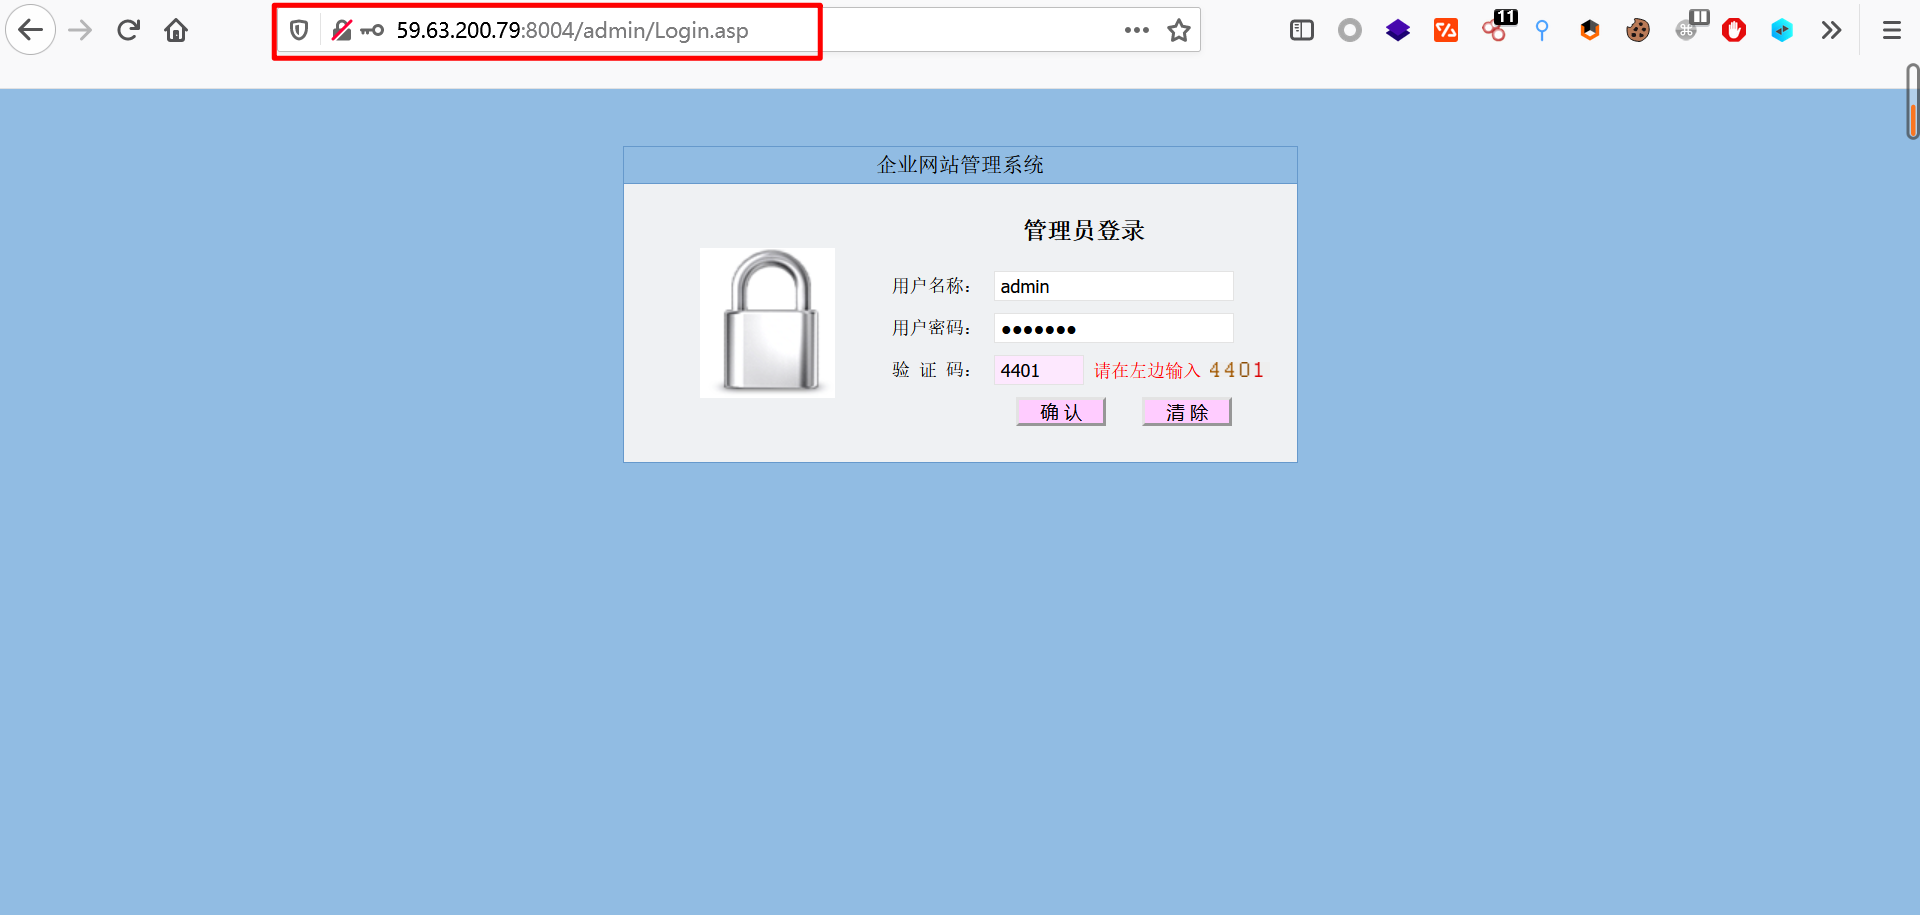 59.63.200.79:8004/admin/Login.asp
11
企业网站管理系统
管理员登录
用户名称： admin
用户密码： ●●●●●●●
验 证 码： 4401 请在左边输入 4401
确 认 清 除